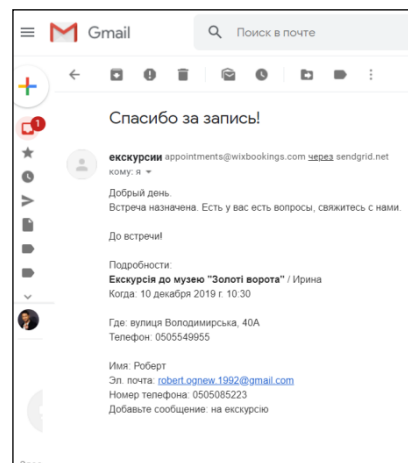 Gmail
Поиск в почте
1
Спасибо за запись!
екскурсии appointments@wixbookings.com через sendgrid.net
кому: я
Добрый день.
Встреча назначена. Есть у вас есть вопросы, свяжитесь с нами.
До встречи!
Подробности:
Екскурсія до музею "Золоті ворота" / Ирина
Когда: 10 декабря 2019 г. 10:30
Где: вулиця Володимирська, 40А
Телефон: 0505549955
Имя: Роберт
Эл. почта: robert.ognew.1992@gmail.com
Номер телефона: 0505085223
Добавьте сообщение: на екскурсію